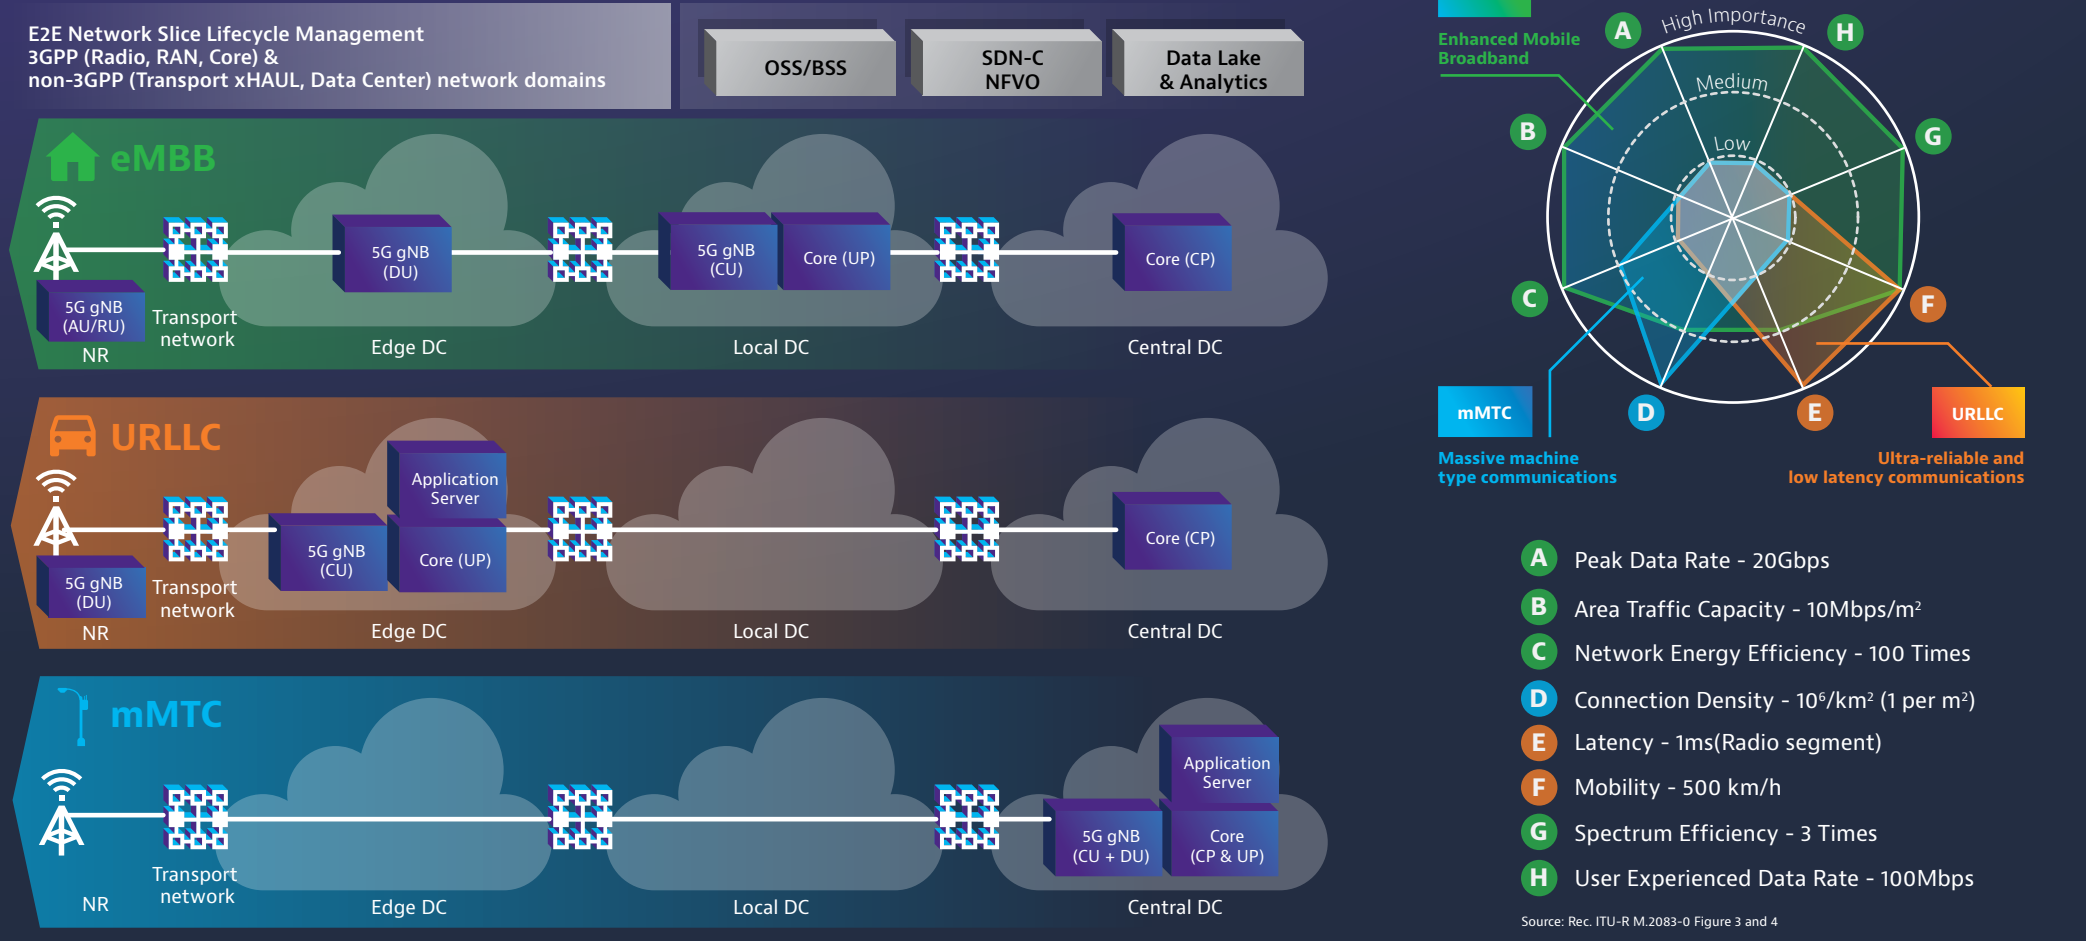 E2E Network Slice Lifecycle Management
3GPP (Radio, RAN, Core) &
non-3GPP (Transport xHAUL, Data Center) network domains
OSS/BSS
SDN-C
NFVO
Data Lake
& Analytics
eMBB
5G gNB
(AU/RU)
NR
Transport
network
5G gNB
(DU)
Edge DC
5G gNB
(CU)
Core (UP)
Local DC
Core (CP)
Central DC
URLLC
5G gNB
(DU)
NR
Transport
network
Application
Server
5G gNB
(CU)
Core (UP)
Edge DC
Local DC
Core (CP)
Central DC
mMTC
NR
Transport
network
Edge DC
Local DC
Application
Server
5G gNB
(CU + DU)
Core
(CP & UP)
Central DC
Enhanced Mobile
Broadband
High Importance
Medium
Low
A
H
B
G
C
F
D
E
mMTC
Massive machine
type communications
URLLC
Ultra-reliable and
low latency communications
A Peak Data Rate - 20Gbps
B Area Traffic Capacity - 10Mbps/m²
C Network Energy Efficiency - 100 Times
D Connection Density - 10⁶/km² (1 per m²)
E Latency - 1ms(Radio segment)
F Mobility - 500 km/h
G Spectrum Efficiency - 3 Times
H User Experienced Data Rate - 100Mbps
Source: Rec. ITU-R M.2083-0 Figure 3 and 4